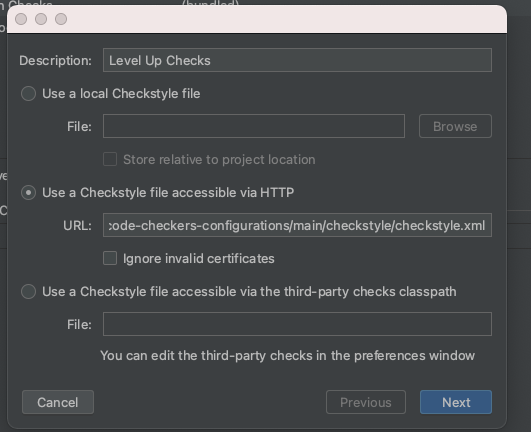 (bundled)
Description: Level Up Checks
Use a local Checkstyle file
File: Browse
Store relative to project location
Use a Checkstyle file accessible via HTTP
URL: :ode-checkers-configurations/main/checkstyle/checkstyle.xml
Ignore invalid certificates
Use a Checkstyle file accessible via the third-party checks classpath
File:
You can edit the third-party checks in the preferences window
Cancel Previous Next